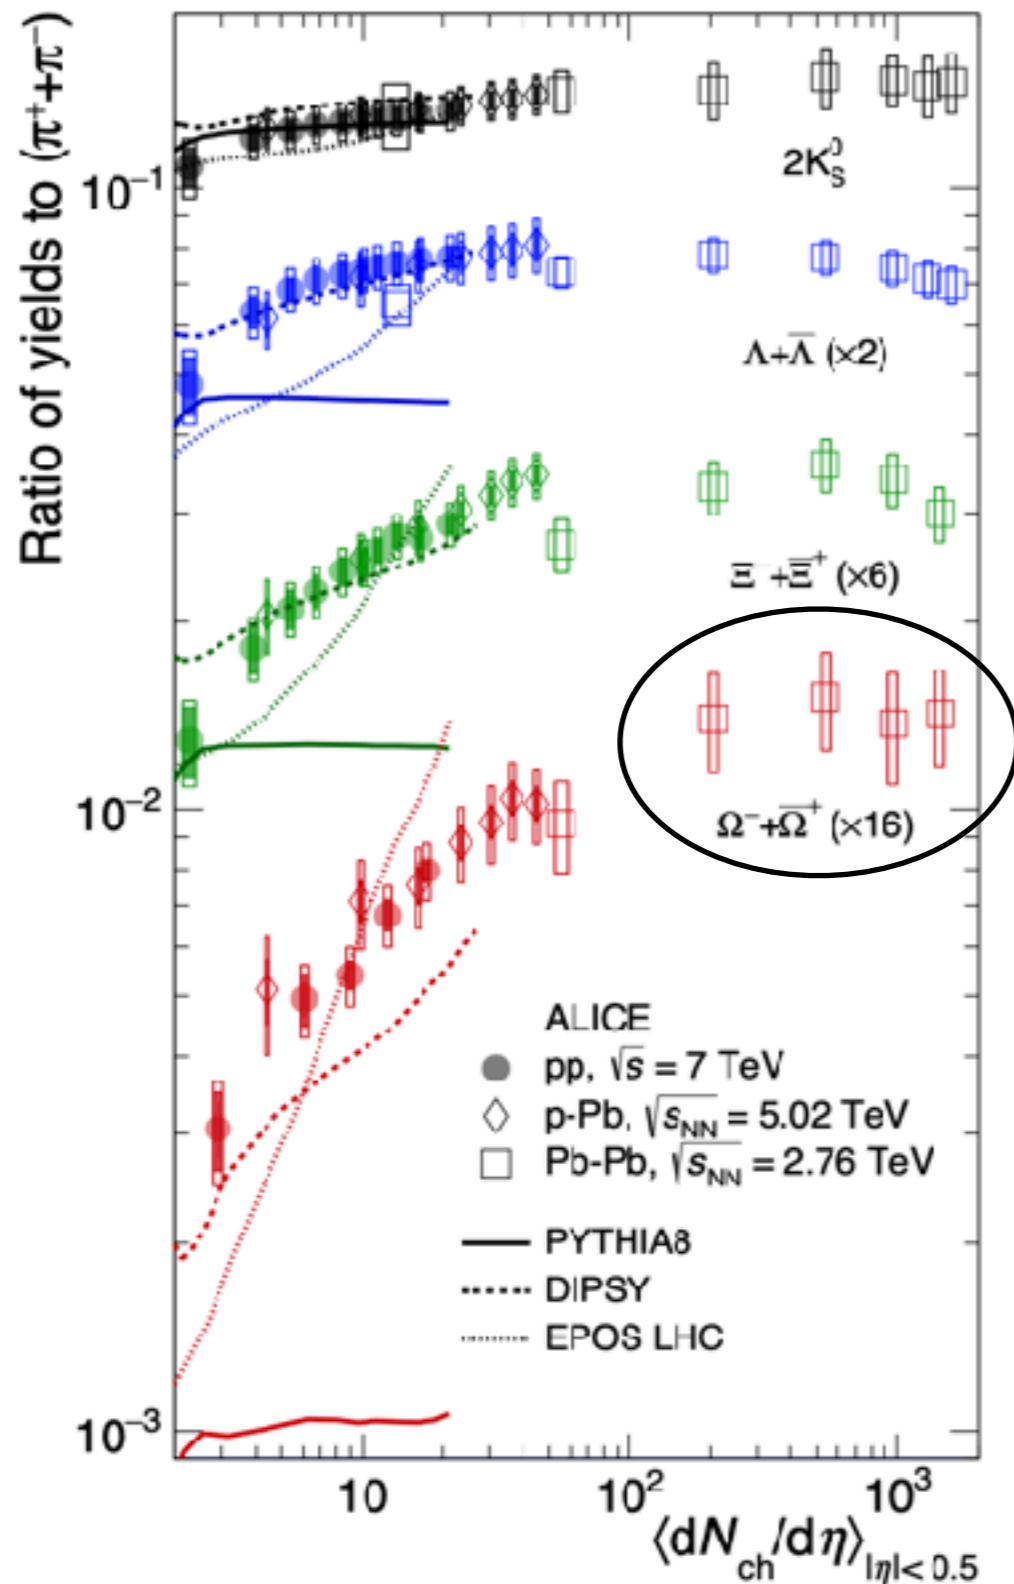 Ratio of yields to (π⁺+π⁻)
10⁻¹
10⁻²
10⁻³
2K⁰S
Λ+Λ̅ (×2)
Ξ⁻+Ξ̅⁺ (×6)
Ω⁻+Ω̅⁺ (×16)
ALICE
pp, √s = 7 TeV
p-Pb, √sNN = 5.02 TeV
Pb-Pb, √sNN = 2.76 TeV
PYTHIA8
DIPSY
EPOS LHC
10
10²
10³
⟨dNch/dη⟩|η|< 0.5